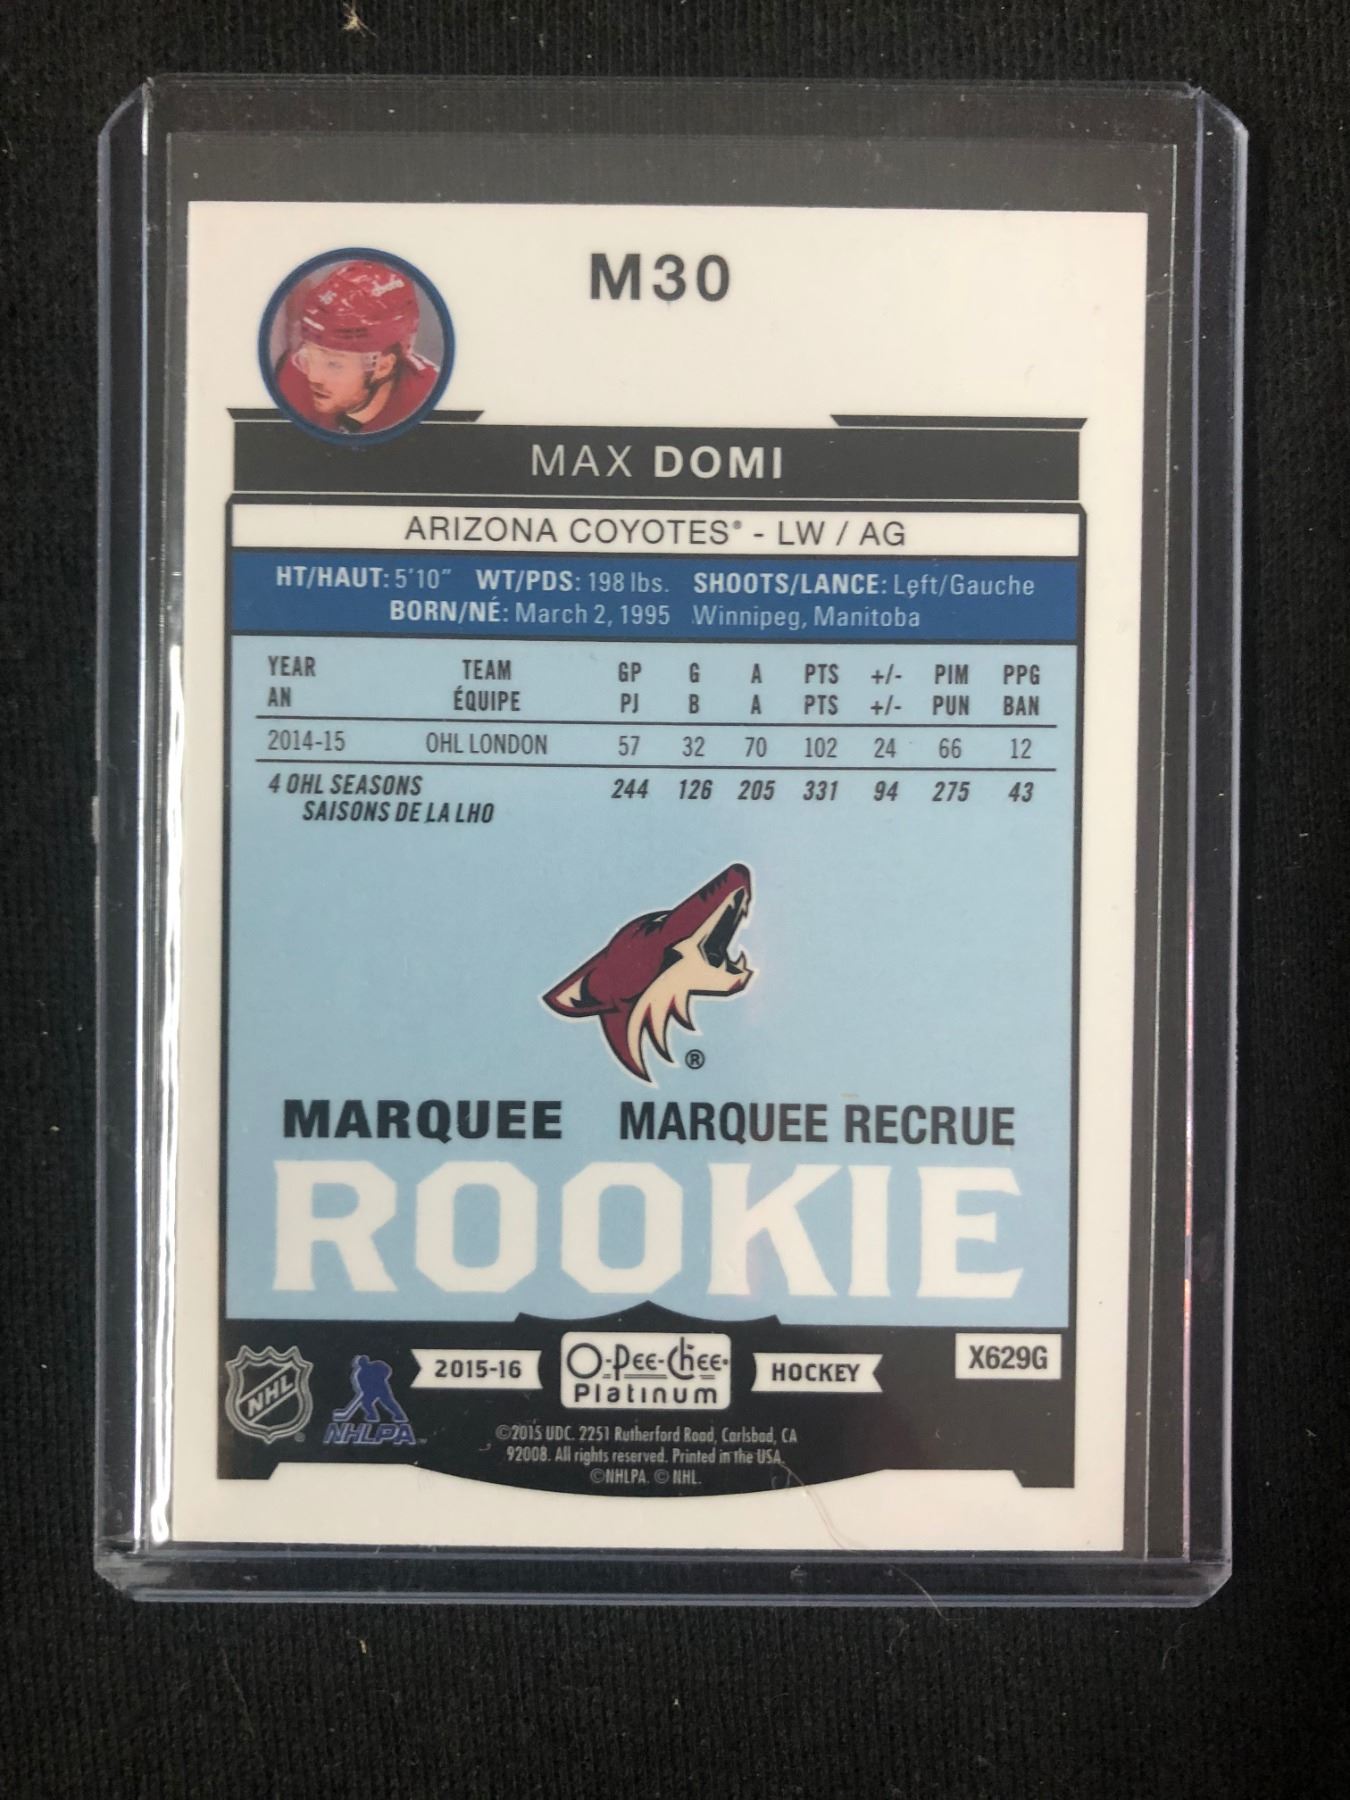 M30
MAX DOMI
ARIZONA COYOTES® - LW / AG
HT/HAUT: 5'10" WT/PDS: 198 lbs. SHOOTS/LANCE: Left/Gauche
BORN/NÉ: March 2, 1995 Winnipeg, Manitoba
YEAR TEAM GP G A PTS +/- PIM PPG
AN ÉQUIPE PJ B A PTS +/- PUN BAN
2014-15 OHL LONDON 57 32 70 102 24 66 12
4 OHL SEASONS 244 126 205 331 94 275 43
SAISONS DE LA LHO
®
MARQUEE MARQUEE RECRUE
ROOKIE
NHL NHLPA 2015-16 O-Pee-Chee Platinum HOCKEY X629G
©2015 UDC. 2251 Rutherford Road, Carlsbad, CA
92008. All rights reserved. Printed in the USA.
©NHLPA. © NHL.